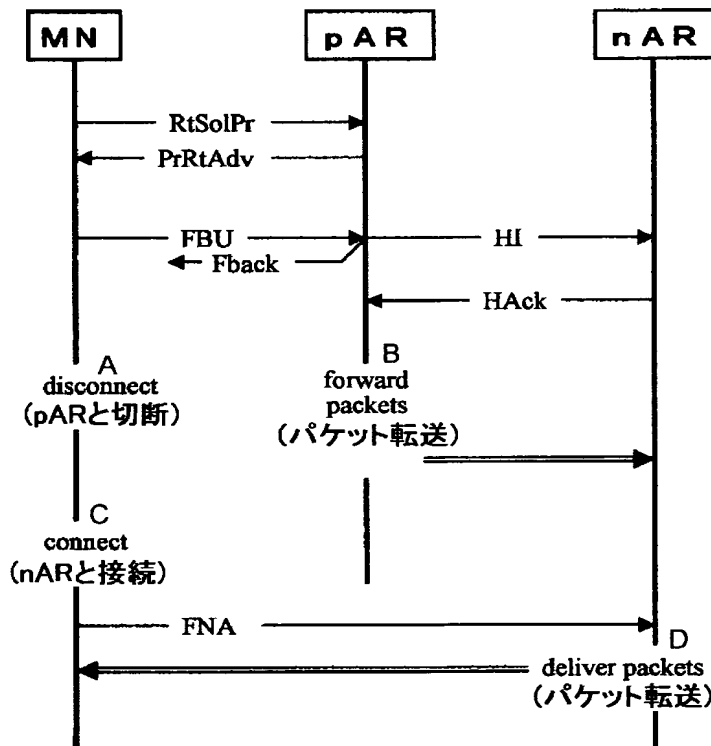 MN
pAR
nAR
RtSolPr
PrRtAdv
FBU
HI
Fback
HAck
A
disconnect
(pARと切断)
B
forward
packets
(パケット転送)
C
connect
(nARと接続)
FNA
D
deliver packets
(パケット転送)